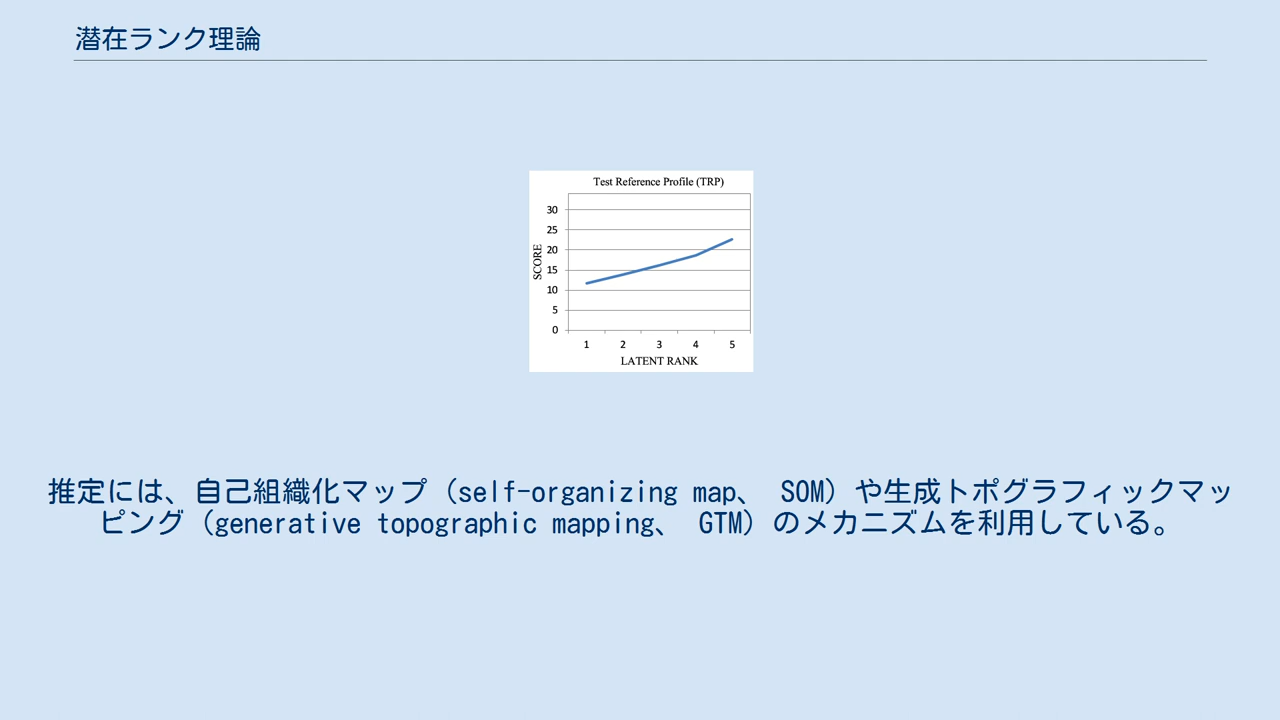 潜在ランク理論
Test Reference Profile (TRP)
30
25
20
15
10
5
0
SCORE
1 2 3 4 5
LATENT RANK
推定には、自己組織化マップ（self-organizing map、 SOM）や生成トポグラフィックマッ
ピング（generative topographic mapping、 GTM）のメカニズムを利用している。